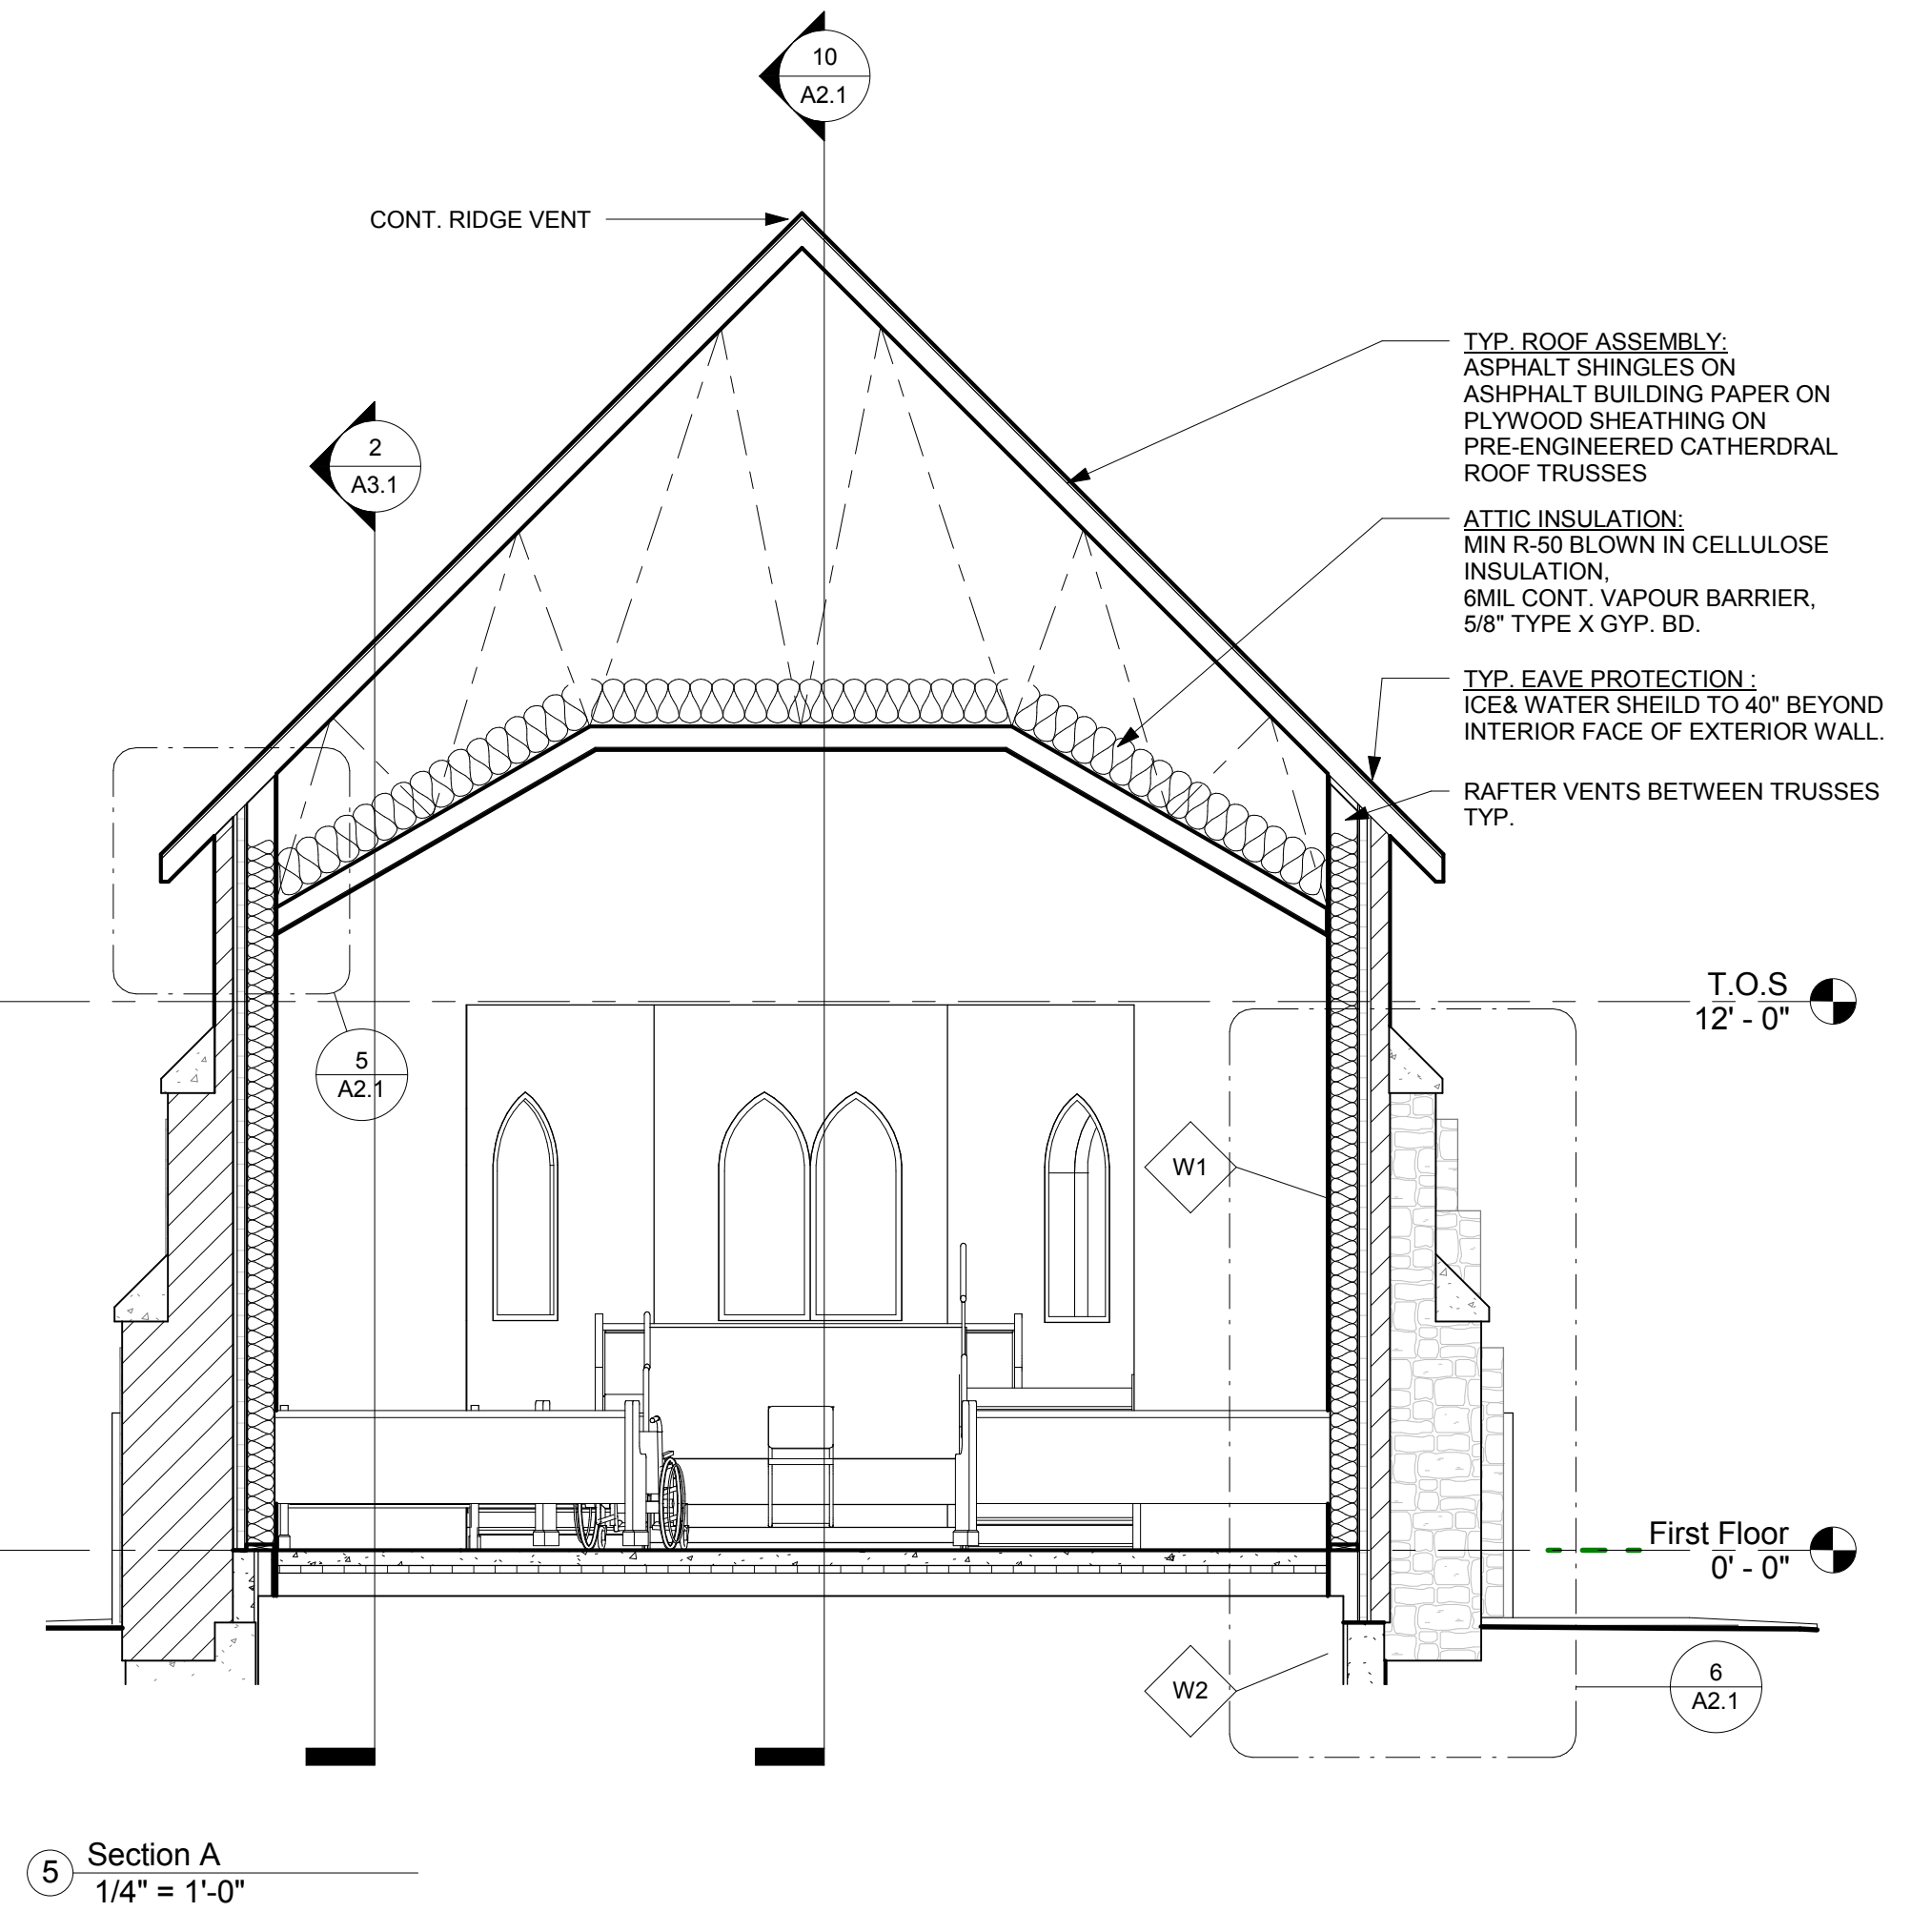 10
A2.1
CONT. RIDGE VENT
TYP. ROOF ASSEMBLY:
ASPHALT SHINGLES ON
ASHPHALT BUILDING PAPER ON
PLYWOOD SHEATHING ON
PRE-ENGINEERED CATHERDRAL
ROOF TRUSSES
2
A3.1
ATTIC INSULATION:
MIN R-50 BLOWN IN CELLULOSE
INSULATION,
6MIL CONT. VAPOUR BARRIER,
5/8" TYPE X GYP. BD.
TYP. EAVE PROTECTION :
ICE& WATER SHEILD TO 40" BEYOND
INTERIOR FACE OF EXTERIOR WALL.
RAFTER VENTS BETWEEN TRUSSES
TYP.
T.O.S
12' - 0"
5
A2.1
W1
First Floor
0' - 0"
W2
6
A2.1
5
Section A
1/4" = 1'-0"